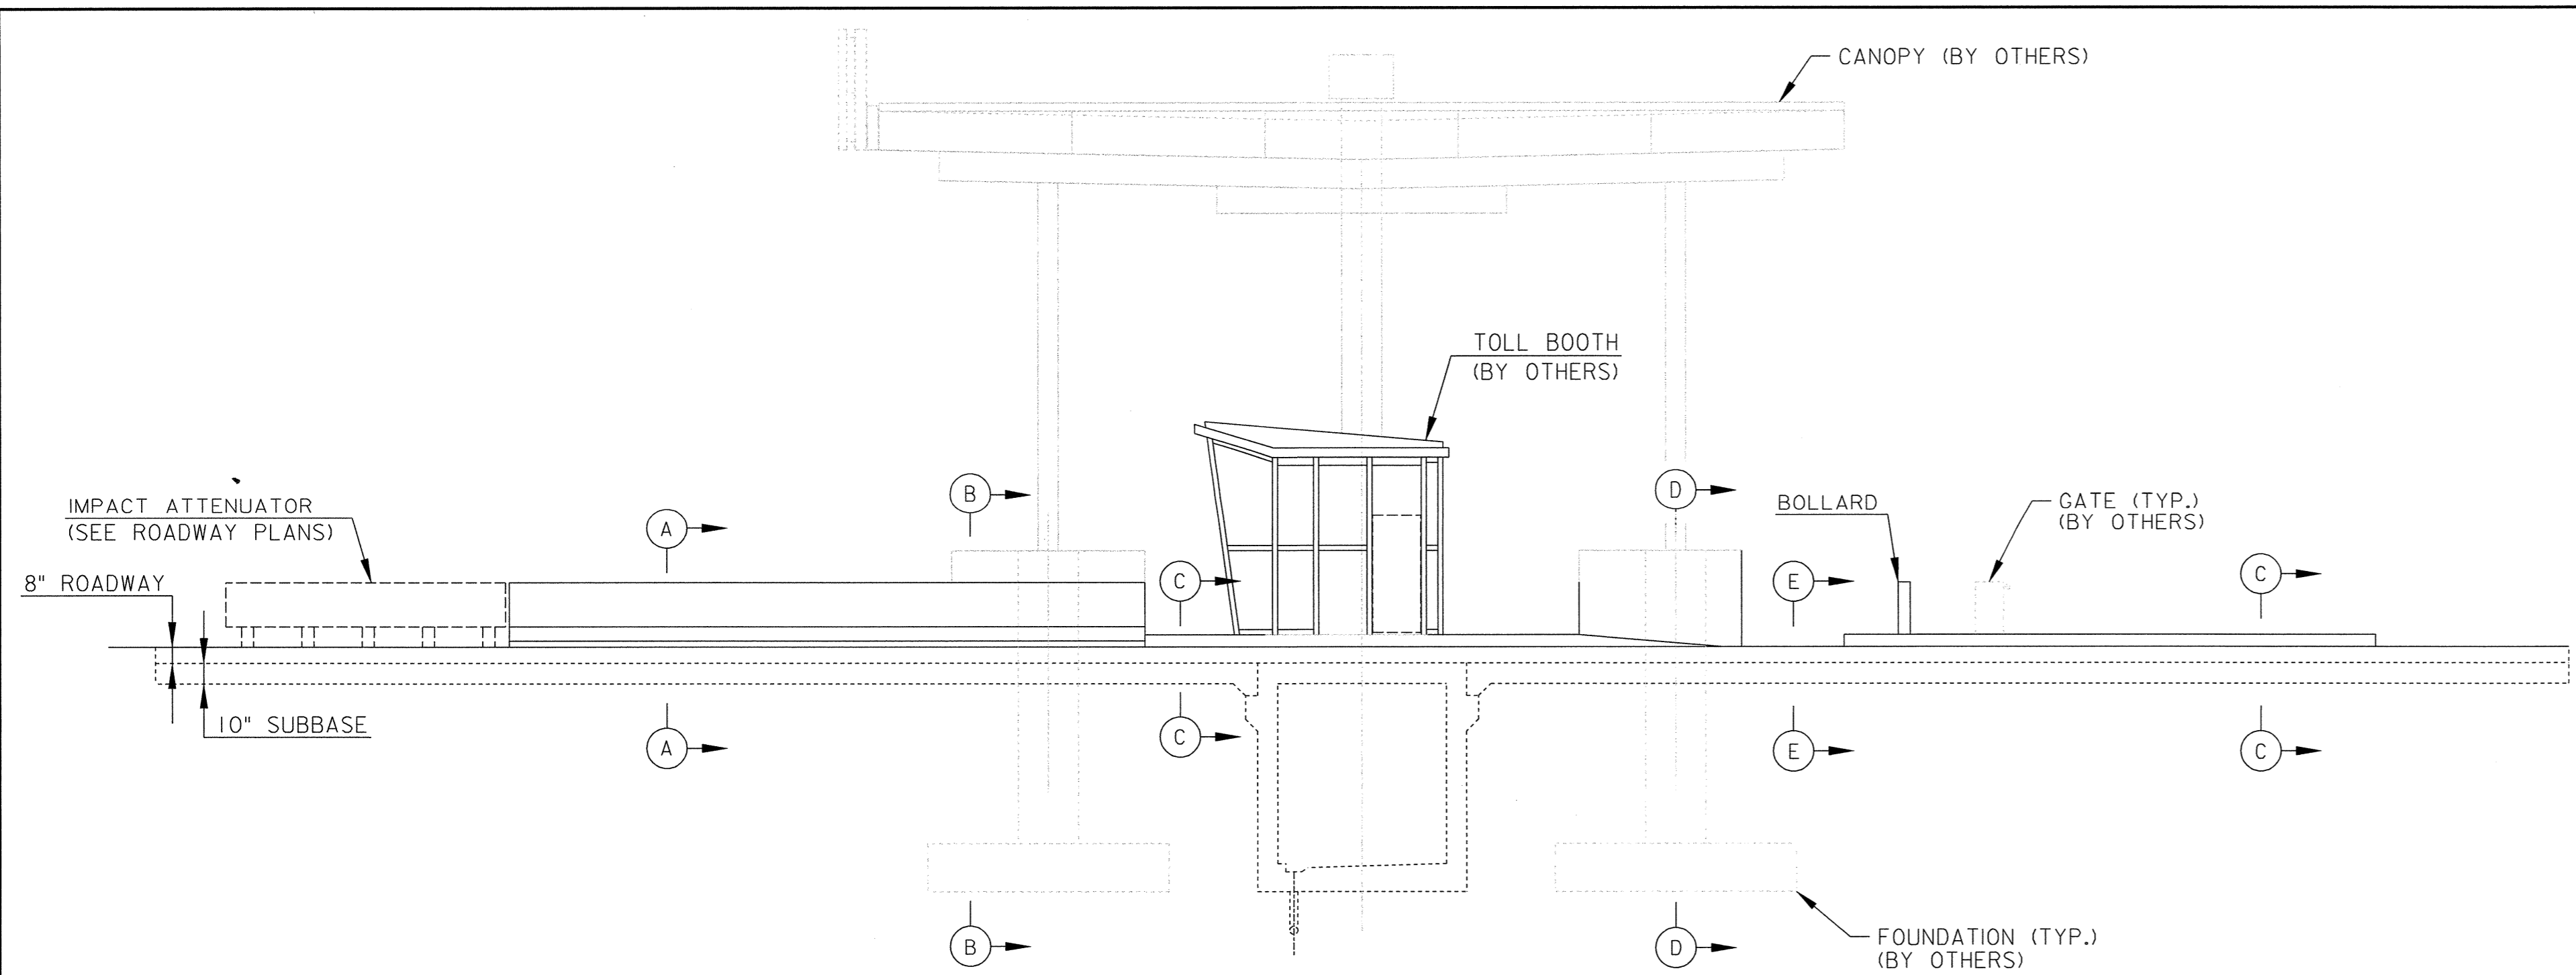 CANOPY (BY OTHERS)
TOLL BOOTH
(BY OTHERS)
IMPACT ATTENUATOR
(SEE ROADWAY PLANS)
B
D
A
BOLLARD
GATE (TYP.)
(BY OTHERS)
8" ROADWAY
C
E
C
10" SUBBASE
A
C
E
C
B
D
FOUNDATION (TYP.)
(BY OTHERS)